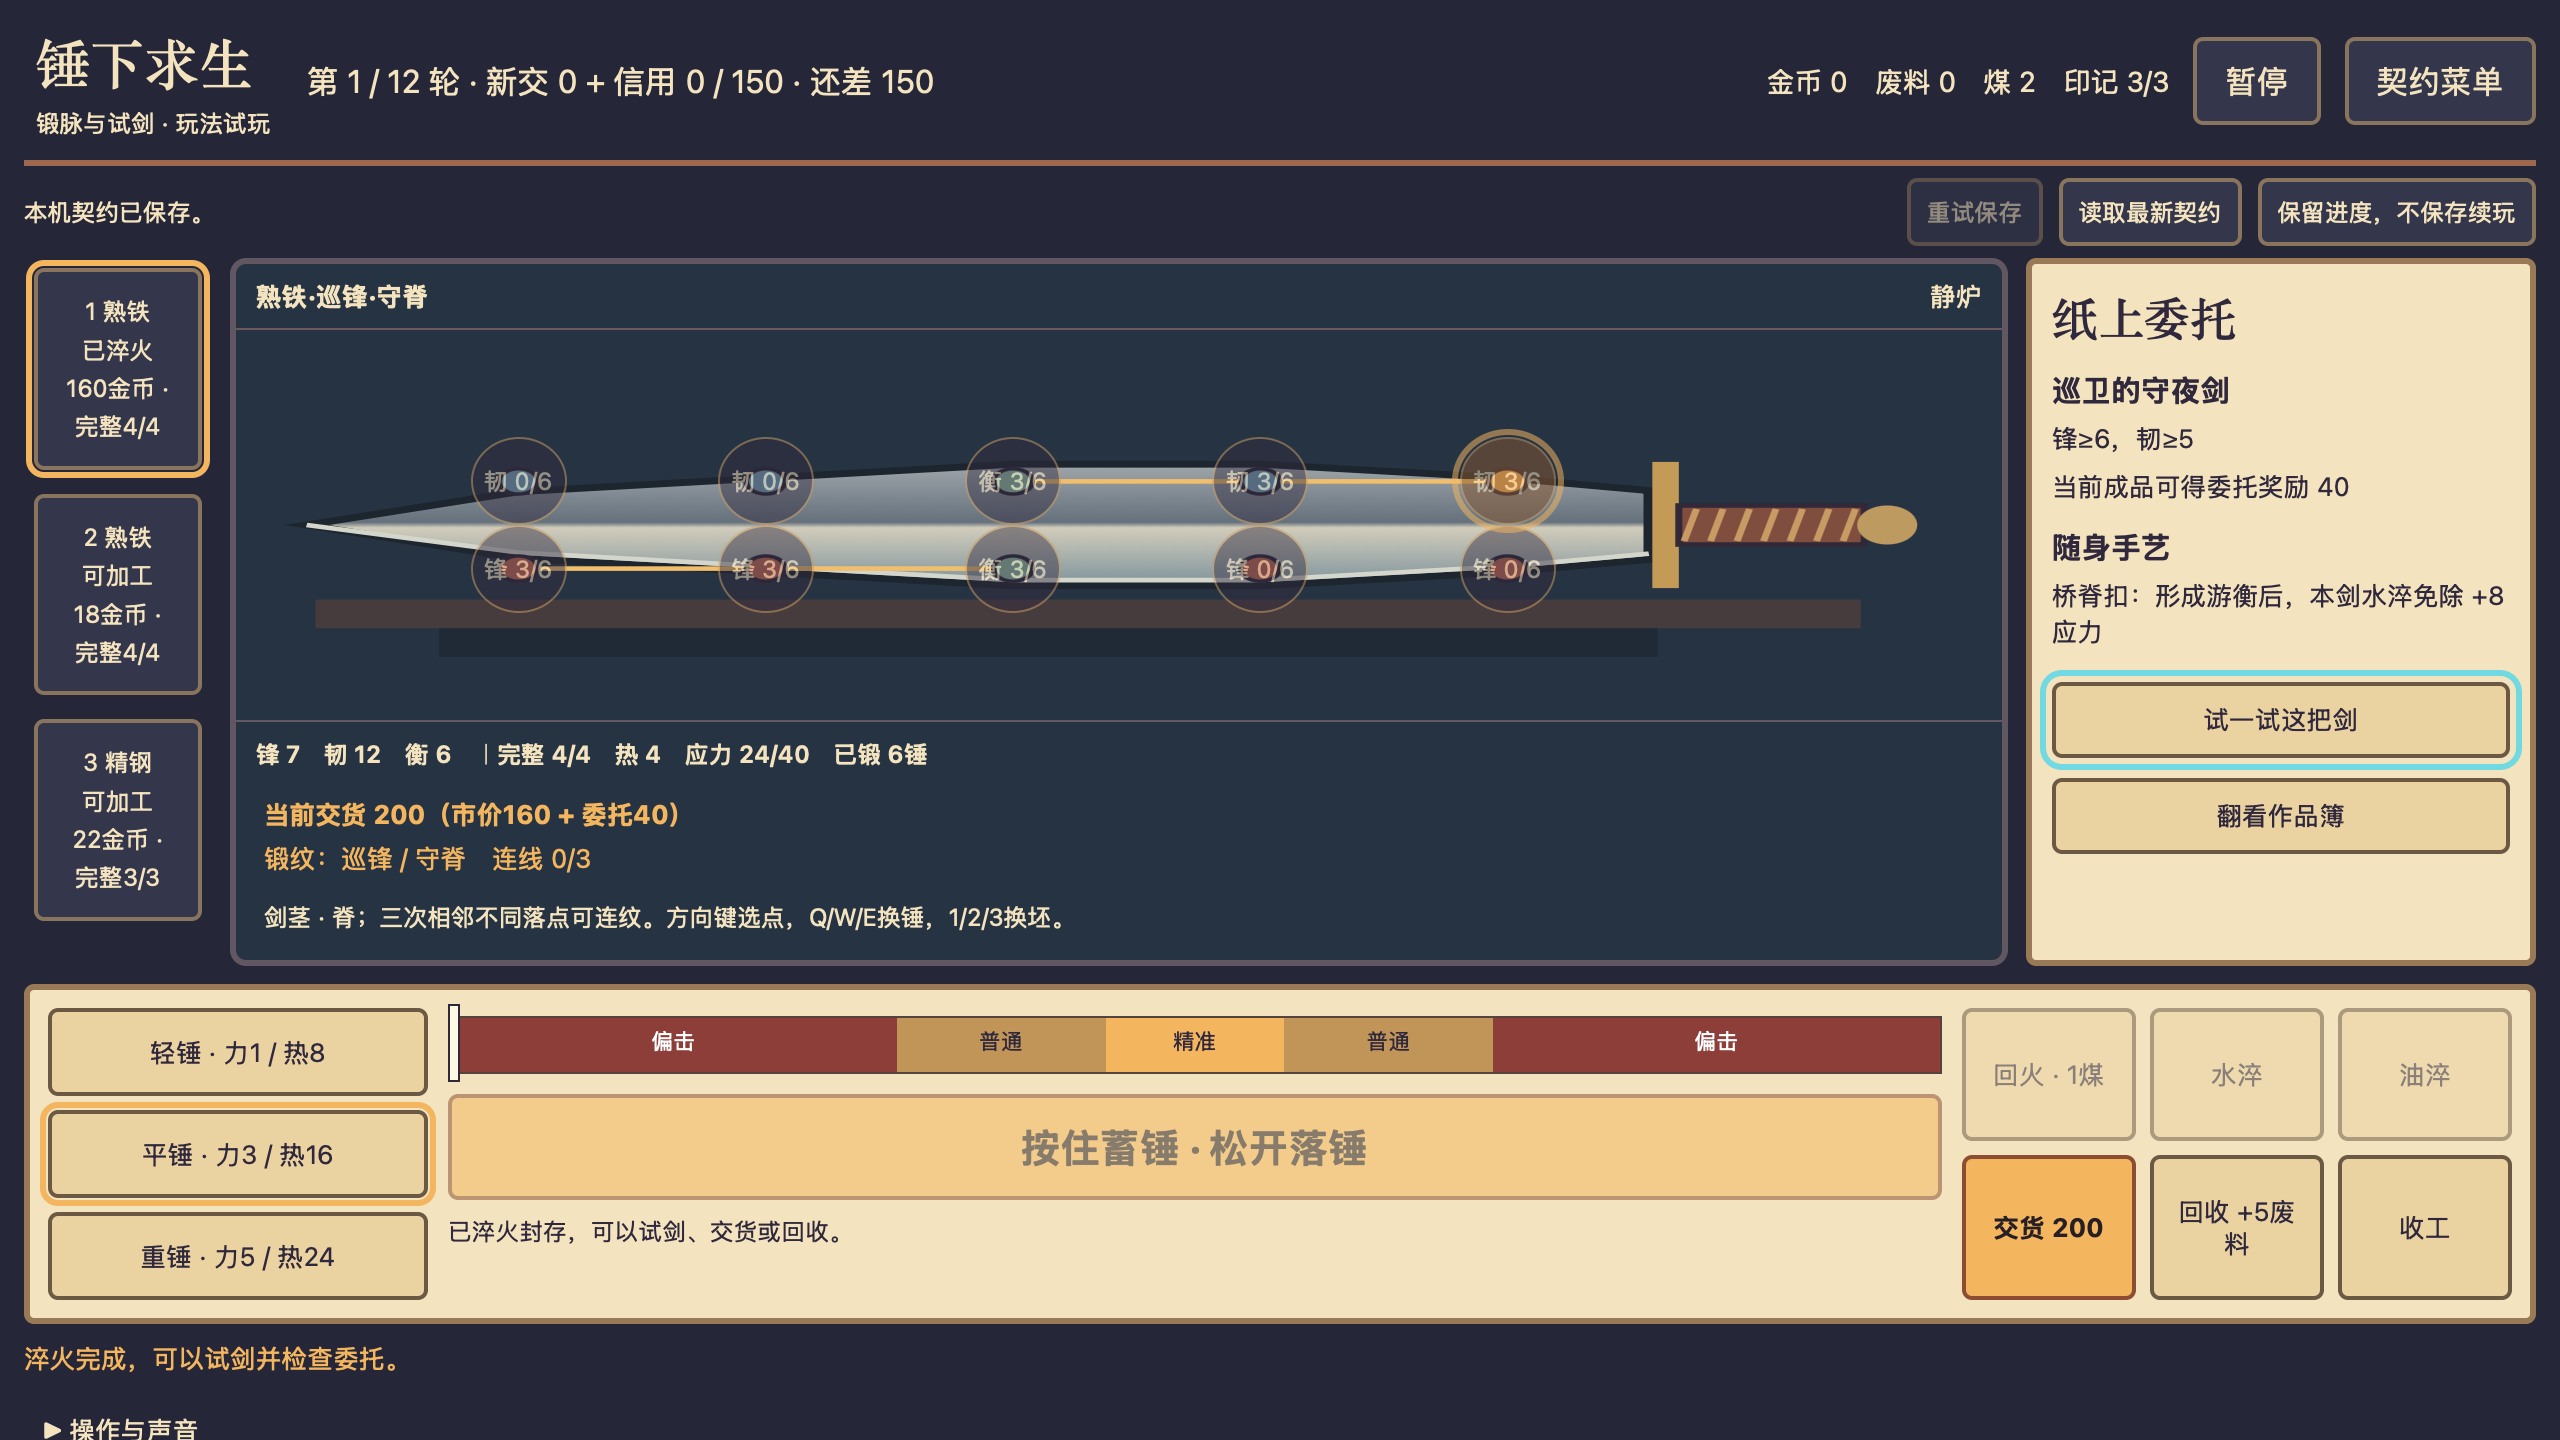 锤下求生
锻脉与试剑 · 玩法试玩
第 1 / 12 轮 · 新交 0 + 信用 0 / 150 · 还差 150
金币 0 废料 0 煤 2 印记 3/3
暂停
契约菜单
本机契约已保存。
重试保存
读取最新契约
保留进度，不保存续玩
1 熟铁
已淬火
160金币 ·
完整4/4
2 熟铁
可加工
18金币 ·
完整4/4
3 精钢
可加工
22金币 ·
完整3/3
熟铁·巡锋·守脊
静炉
韧 0/6
韧 0/6
衡 3/6
韧 3/6
韧 3/6
锋 3/6
锋 3/6
衡 3/6
锋 0/6
锋 0/6
锋 7 韧 12 衡 6 | 完整 4/4 热 4 应力 24/40 已锻 6锤
当前交货 200（市价160 + 委托40）
锻纹：巡锋 / 守脊 连线 0/3
剑茎 · 脊；三次相邻不同落点可连纹。方向键选点，Q/W/E换锤，1/2/3换坯。
纸上委托
巡卫的守夜剑
锋≥6，韧≥5
当前成品可得委托奖励 40
随身手艺
桥脊扣：形成游衡后，本剑水淬免除 +8
应力
试一试这把剑
翻看作品簿
轻锤 · 力1 / 热8
平锤 · 力3 / 热16
重锤 · 力5 / 热24
偏击
普通
精准
普通
偏击
按住蓄锤 · 松开落锤
已淬火封存，可以试剑、交货或回收。
回火 · 1煤
水淬
油淬
交货 200
回收 +5废
料
收工
淬火完成，可以试剑并检查委托。
▶ 操作与声音